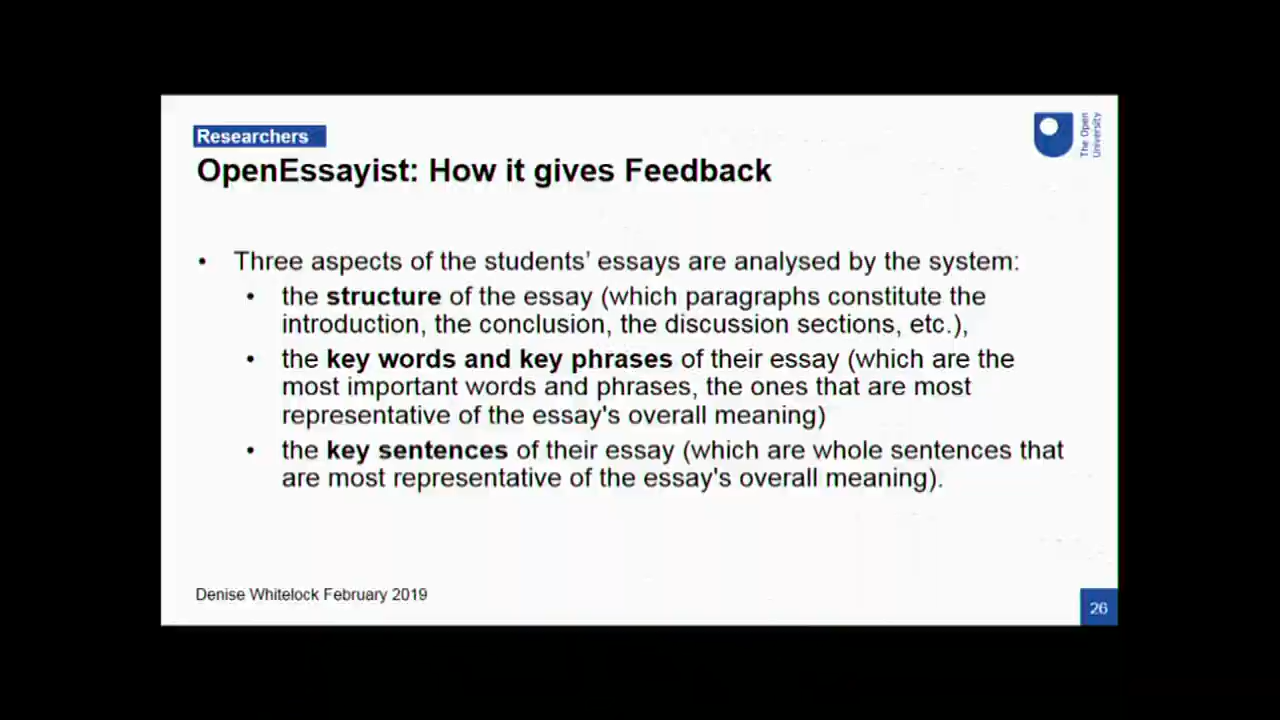 Researchers
OpenEssayist: How it gives Feedback
The Open
University
• Three aspects of the students' essays are analysed by the system:
• the structure of the essay (which paragraphs constitute the
introduction, the conclusion, the discussion sections, etc.),
• the key words and key phrases of their essay (which are the
most important words and phrases, the ones that are most
representative of the essay's overall meaning)
• the key sentences of their essay (which are whole sentences that
are most representative of the essay's overall meaning).
Denise Whitelock February 2019
26